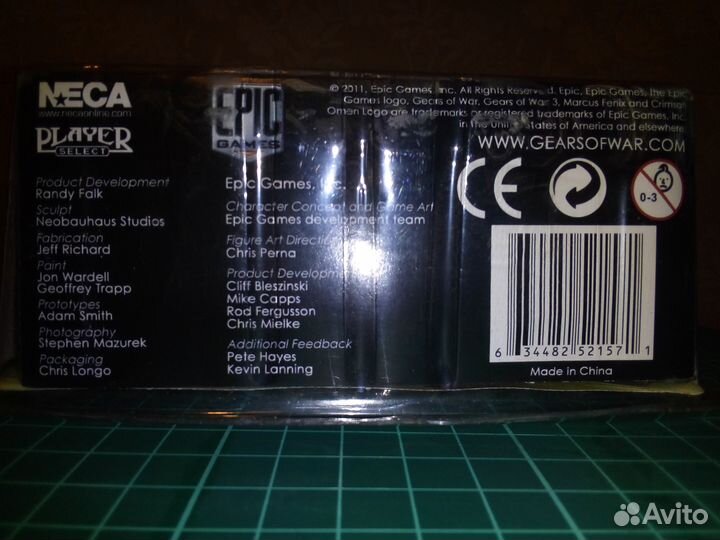 NECA
www.necaonline.com
PLAYER
SELECT
Product Development
Randy Falk
Sculpt
Neobauhaus Studios
Fabrication
Jeff Richard
Paint
Jon Wardell
Geoffrey Trapp
Prototypes
Adam Smith
Photography
Stephen Mazurek
Packaging
Chris Longo
EPIC
GAMES
Epic Games, Inc.
Character Concept and Game Art
Epic Games development team
Figure Art Direction
Chris Perna
Product Development
Cliff Bleszinski
Mike Capps
Rod Fergusson
Chris Mielke
Additional Feedback
Pete Hayes
Kevin Lanning
© 2011, Epic Games Inc. All Rights Reserved. Epic, Epic Games, the Epic
Games logo, Gears of War, Gears of War 3, Marcus Fenix and Crimson
Omen Logo are trademarks or registered trademarks of Epic Games, Inc.
in the United States of America and elsewhere
WWW.GEARSOFWAR.COM
CE
0-3
6 34482 52157 1
Made in China
Avito